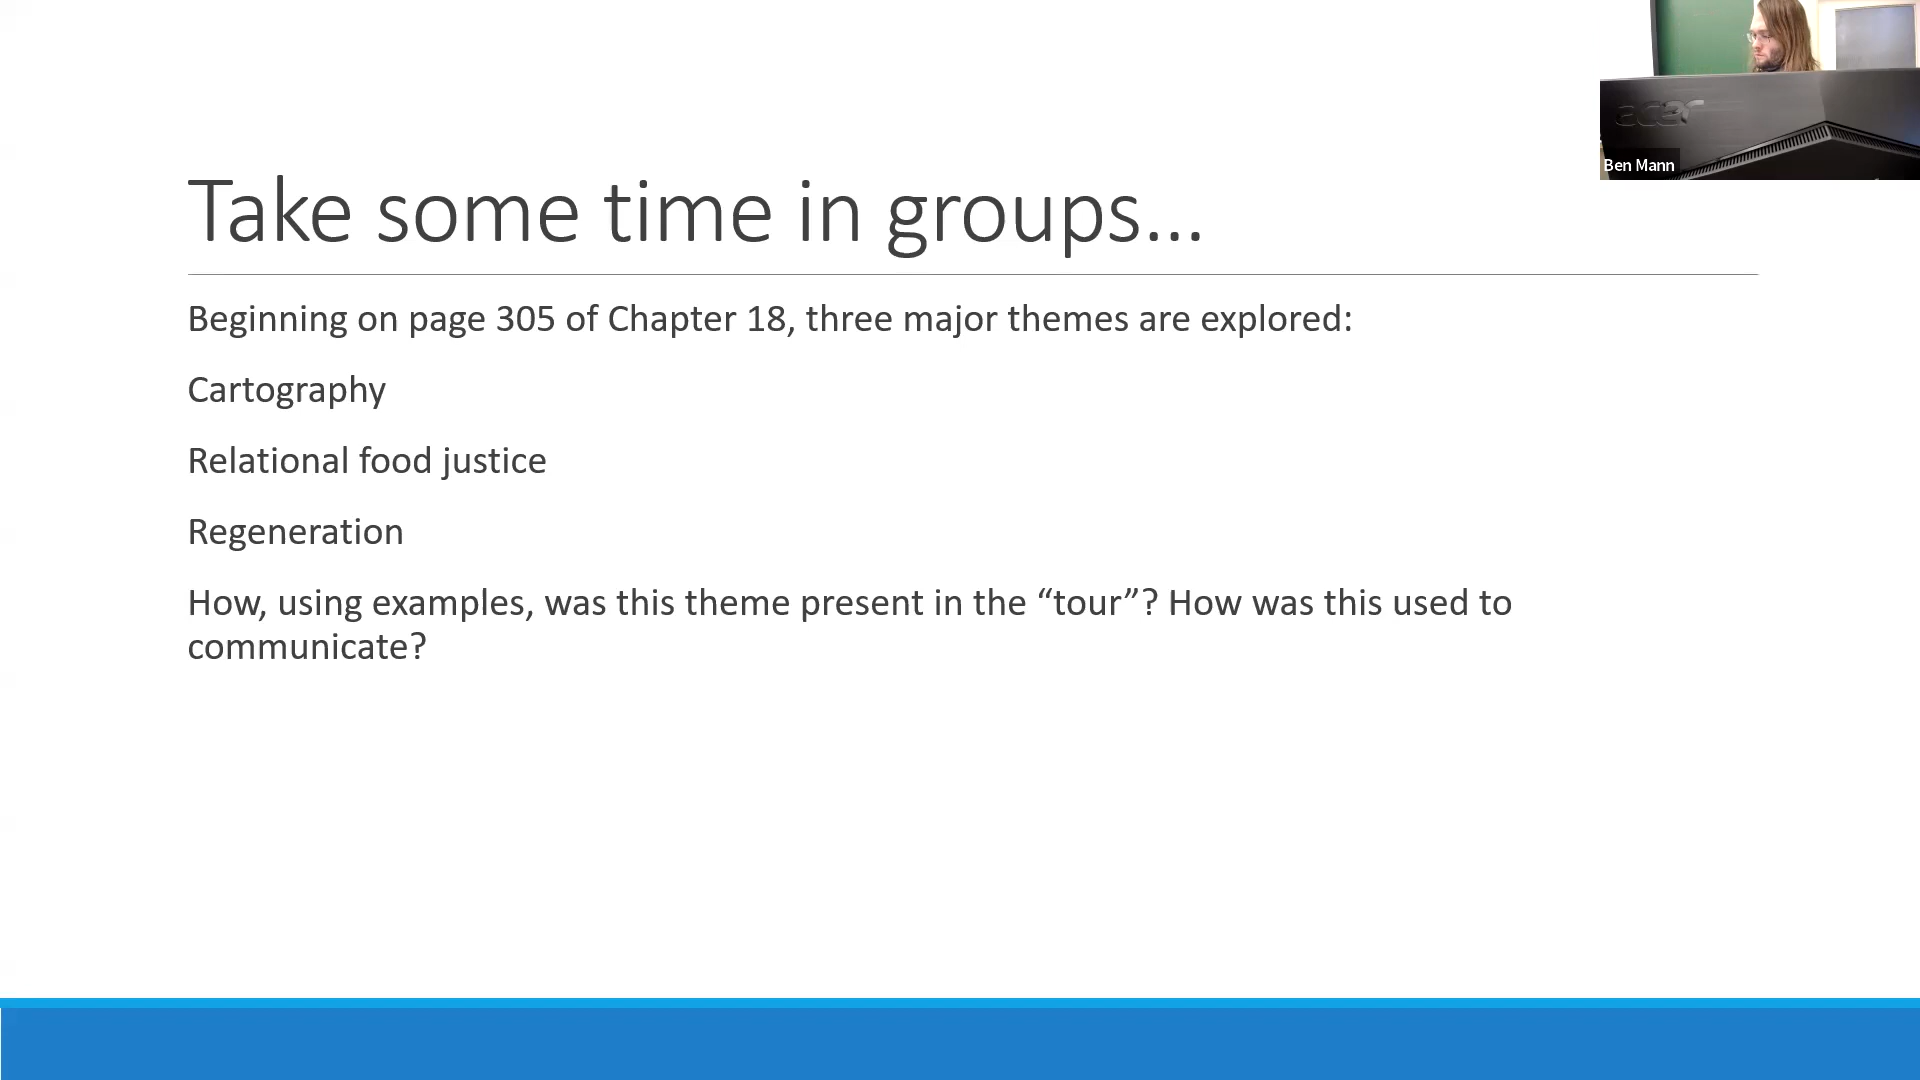 acer
Ben Mann
Take some time in groups…
Beginning on page 305 of Chapter 18, three major themes are explored:
Cartography
Relational food justice
Regeneration
How, using examples, was this theme present in the “tour”? How was this used to
communicate?